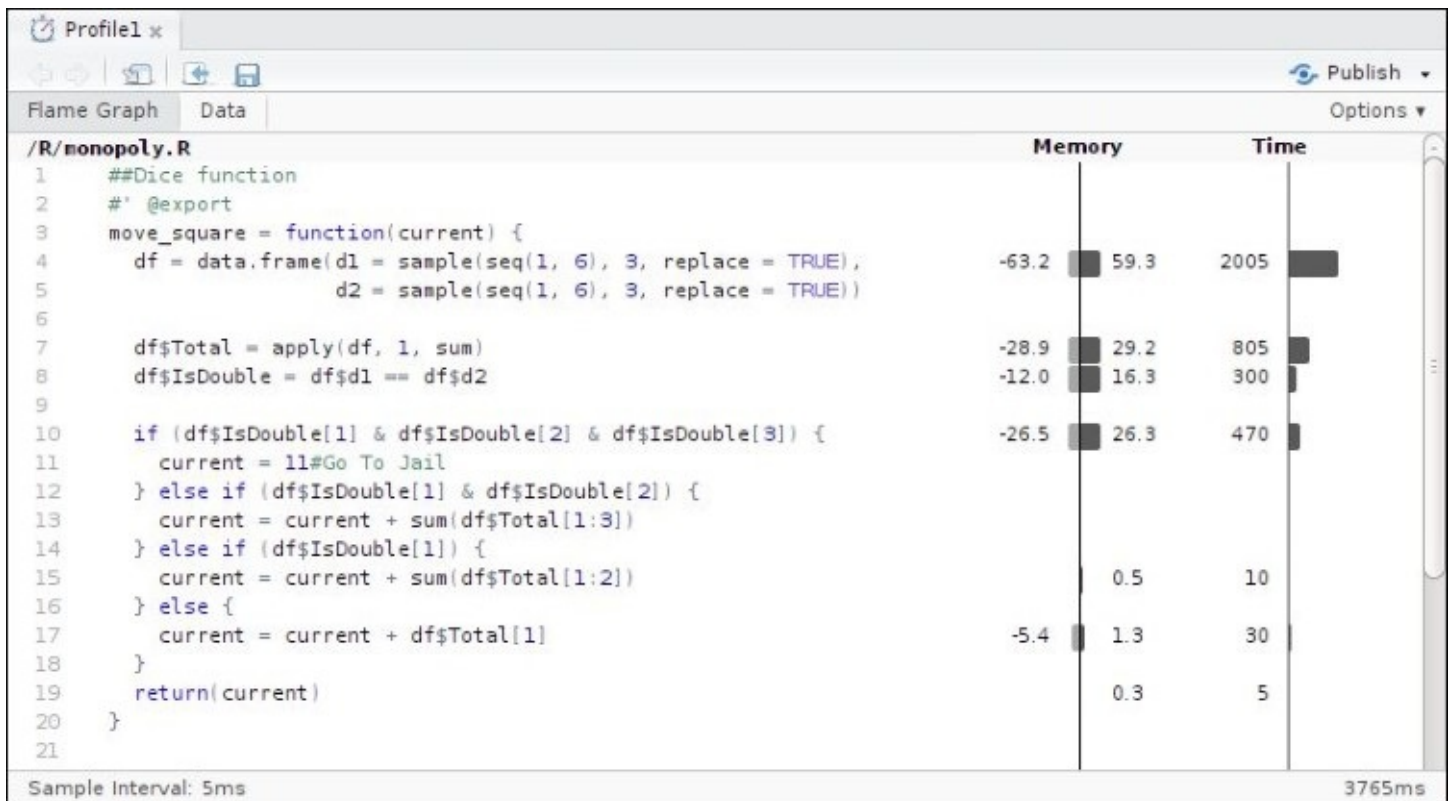 Profile1 x
Publish
Flame Graph Data Options
/R/monopoly.R Memory Time
1 ##Dice function
2 #' @export
3 move_square = function(current) {
4 df = data.frame(d1 = sample(seq(1, 6), 3, replace = TRUE), -63.2 59.3 2005
5 d2 = sample(seq(1, 6), 3, replace = TRUE))
6
7 df$Total = apply(df, 1, sum) -28.9 29.2 805
8 df$IsDouble = df$d1 == df$d2 -12.0 16.3 300
9
10 if (df$IsDouble[1] & df$IsDouble[2] & df$IsDouble[3]) { -26.5 26.3 470
11 current = 11#Go To Jail
12 } else if (df$IsDouble[1] & df$IsDouble[2]) {
13 current = current + sum(df$Total[1:3])
14 } else if (df$IsDouble[1]) {
15 current = current + sum(df$Total[1:2]) 0.5 10
16 } else {
17 current = current + df$Total[1] -5.4 1.3 30
18 }
19 return(current) 0.3 5
20 }
21
Sample Interval: 5ms 3765ms